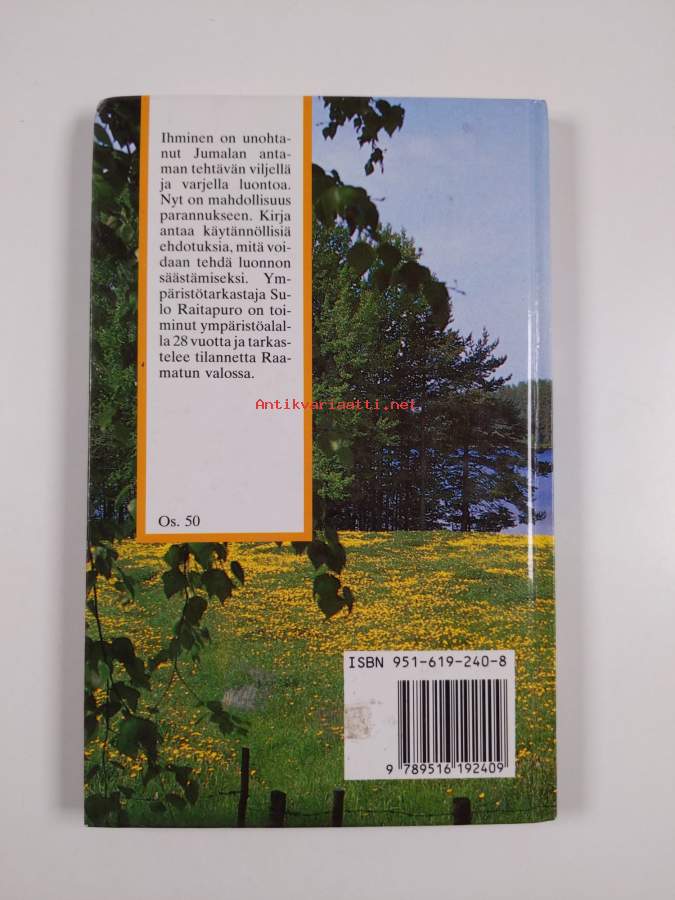 Ihminen on unohta-
nut Jumalan anta-
man tehtävän viljellä
ja varjella luontoa.
Nyt on mahdollisuus
parannukseen. Kirja
antaa käytännöllisiä
ehdotuksia, mitä voi-
daan tehdä luonnon
säästämiseksi. Ym-
päristötarkastaja Su-
lo Raitapuro on toi-
minut ympäristöalal-
la 28 vuotta ja tarkas-
telee tilannetta Raa-
matun valossa.
Antikvariaatti.net
Os. 50
ISBN 951-619-240-8
9 789516 192409